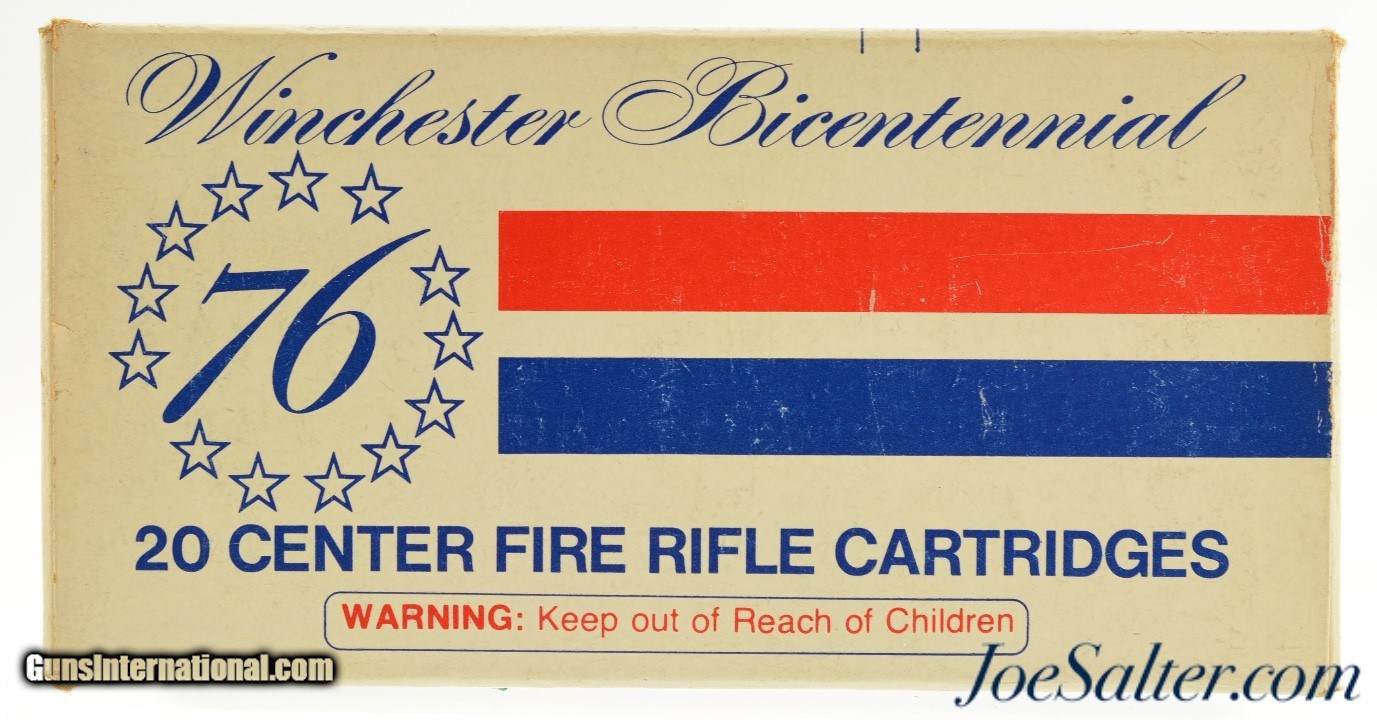 Winchester Bicentennial
76
20 CENTER FIRE RIFLE CARTRIDGES
WARNING: Keep out of Reach of Children
GunsInternational.com
JoeSalter.com